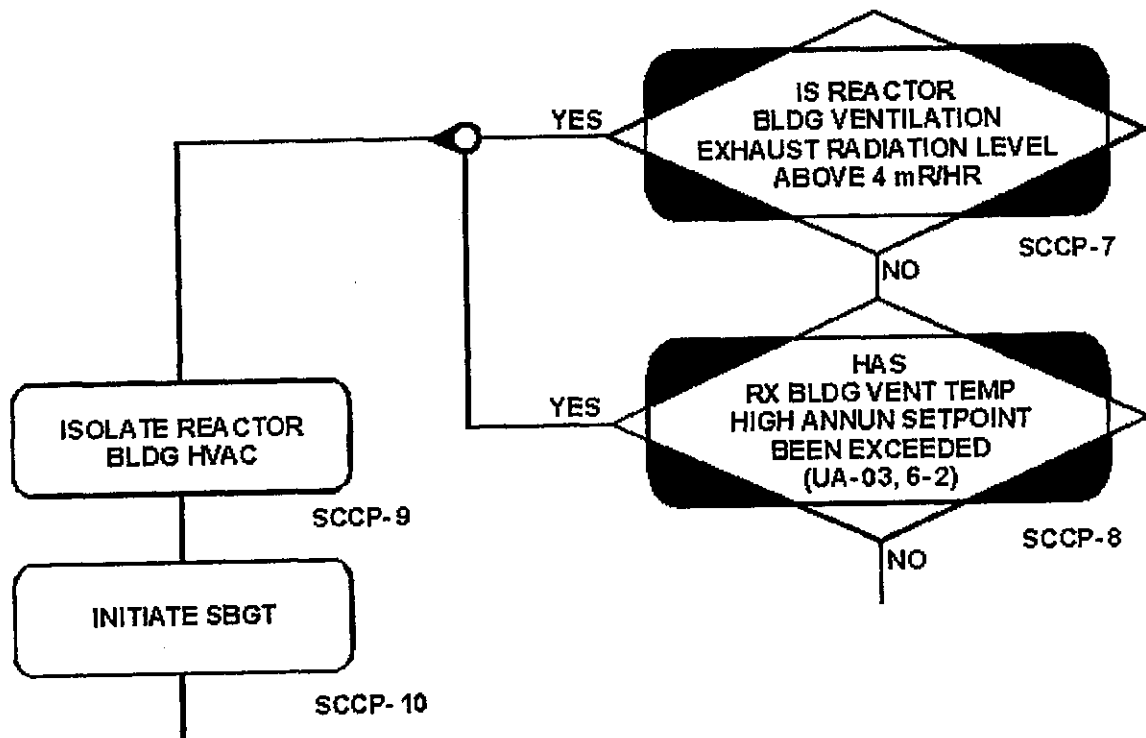 IS REACTOR
BLDG VENTILATION
EXHAUST RADIATION LEVEL
ABOVE 4 mR/HR
YES
SCCP-7
NO
HAS
RX BLDG VENT TEMP
HIGH ANNUN SETPOINT
BEEN EXCEEDED
(UA-03, 6-2)
YES
SCCP-8
NO
ISOLATE REACTOR
BLDG HVAC
SCCP-9
INITIATE SBGT
SCCP-10